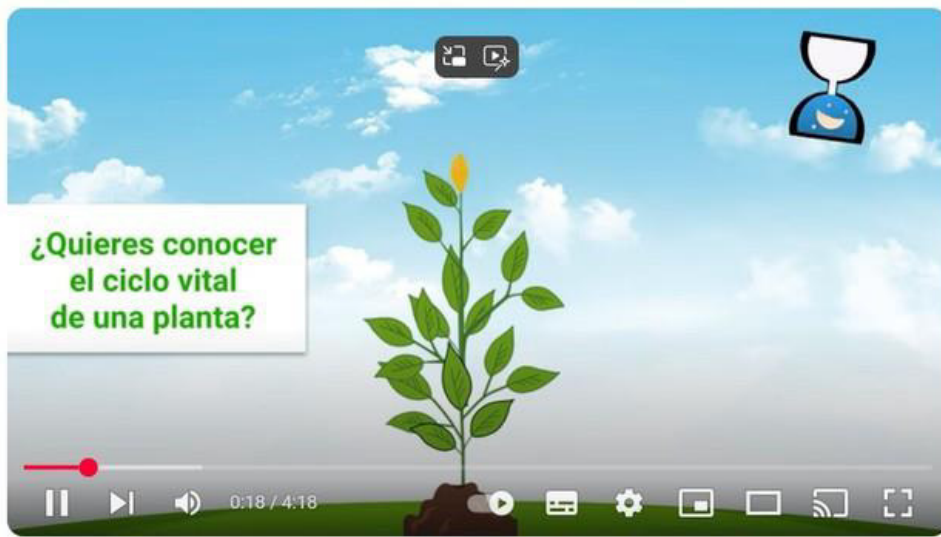 ¿Quieres conocer
el ciclo vital
de una planta?
0:18 / 4:18